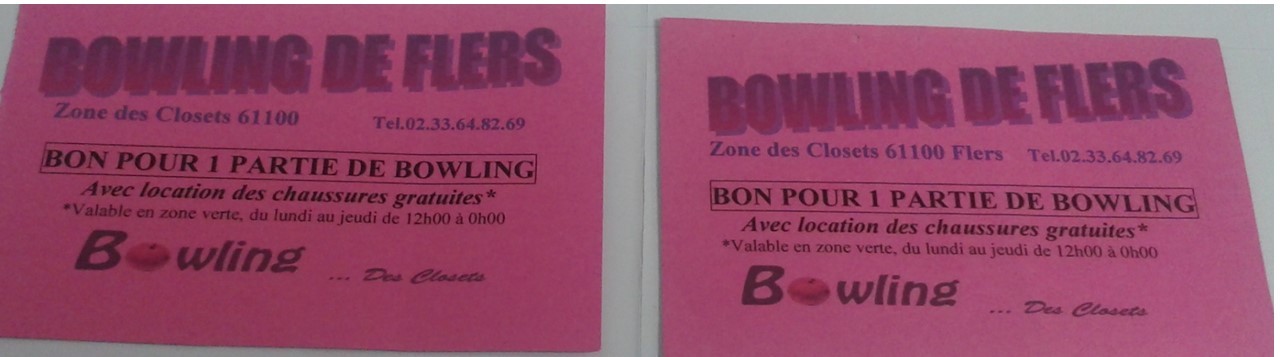 BOWLING DE FLERS
Zone des Closets 61100 Tel.02.33.64.82.69
BON POUR 1 PARTIE DE BOWLING
Avec location des chaussures gratuites*
*Valable en zone verte, du lundi au jeudi de 12h00 à 0h00
Bowling ... Des Closets
BOWLING DE FLERS
Zone des Closets 61100 Flers Tel.02.33.64.82.69
BON POUR 1 PARTIE DE BOWLING
Avec location des chaussures gratuites*
*Valable en zone verte, du lundi au jeudi de 12h00 à 0h00
Bowling ... Des Closets